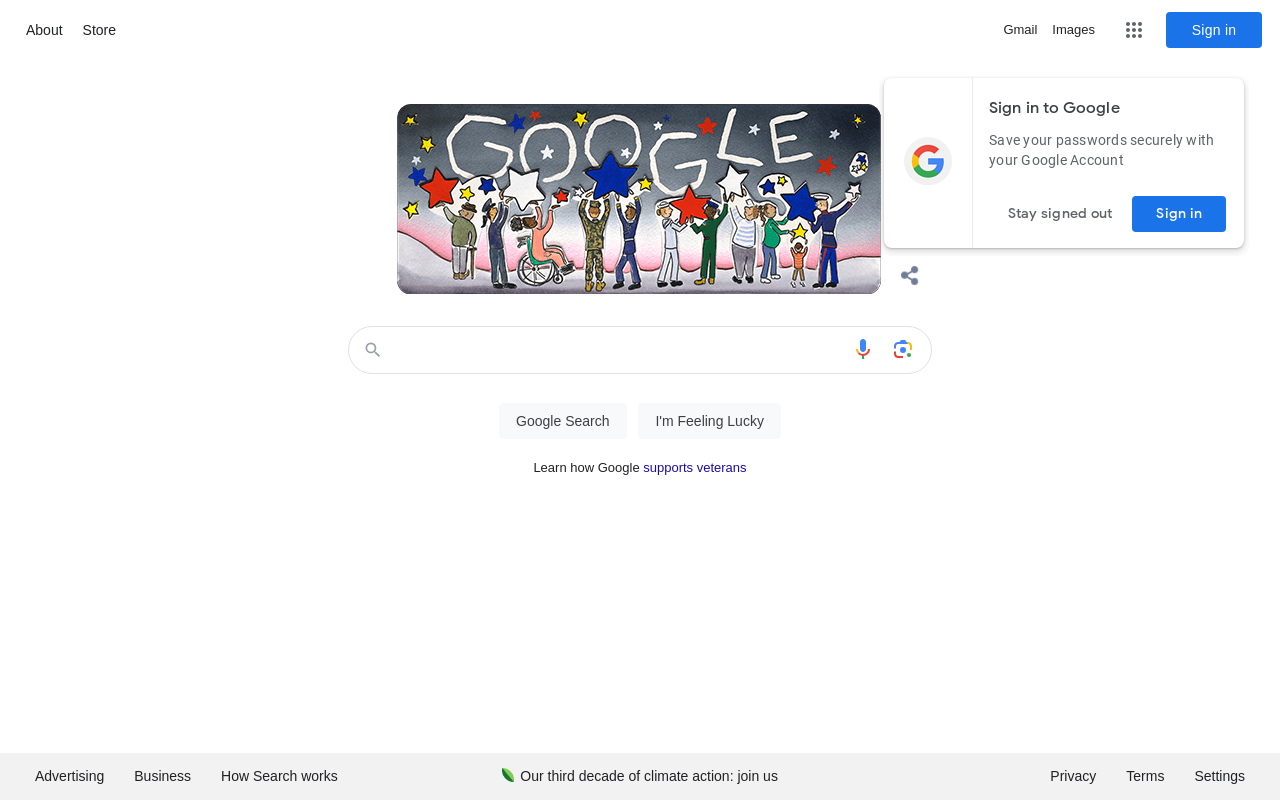 About Store
Gmail Images Sign in
GOOGLE
Sign in to Google
Save your passwords securely with
your Google Account
Stay signed out Sign in
Google Search I'm Feeling Lucky
Learn how Google supports veterans
Advertising Business How Search works
Our third decade of climate action: join us
Privacy Terms Settings